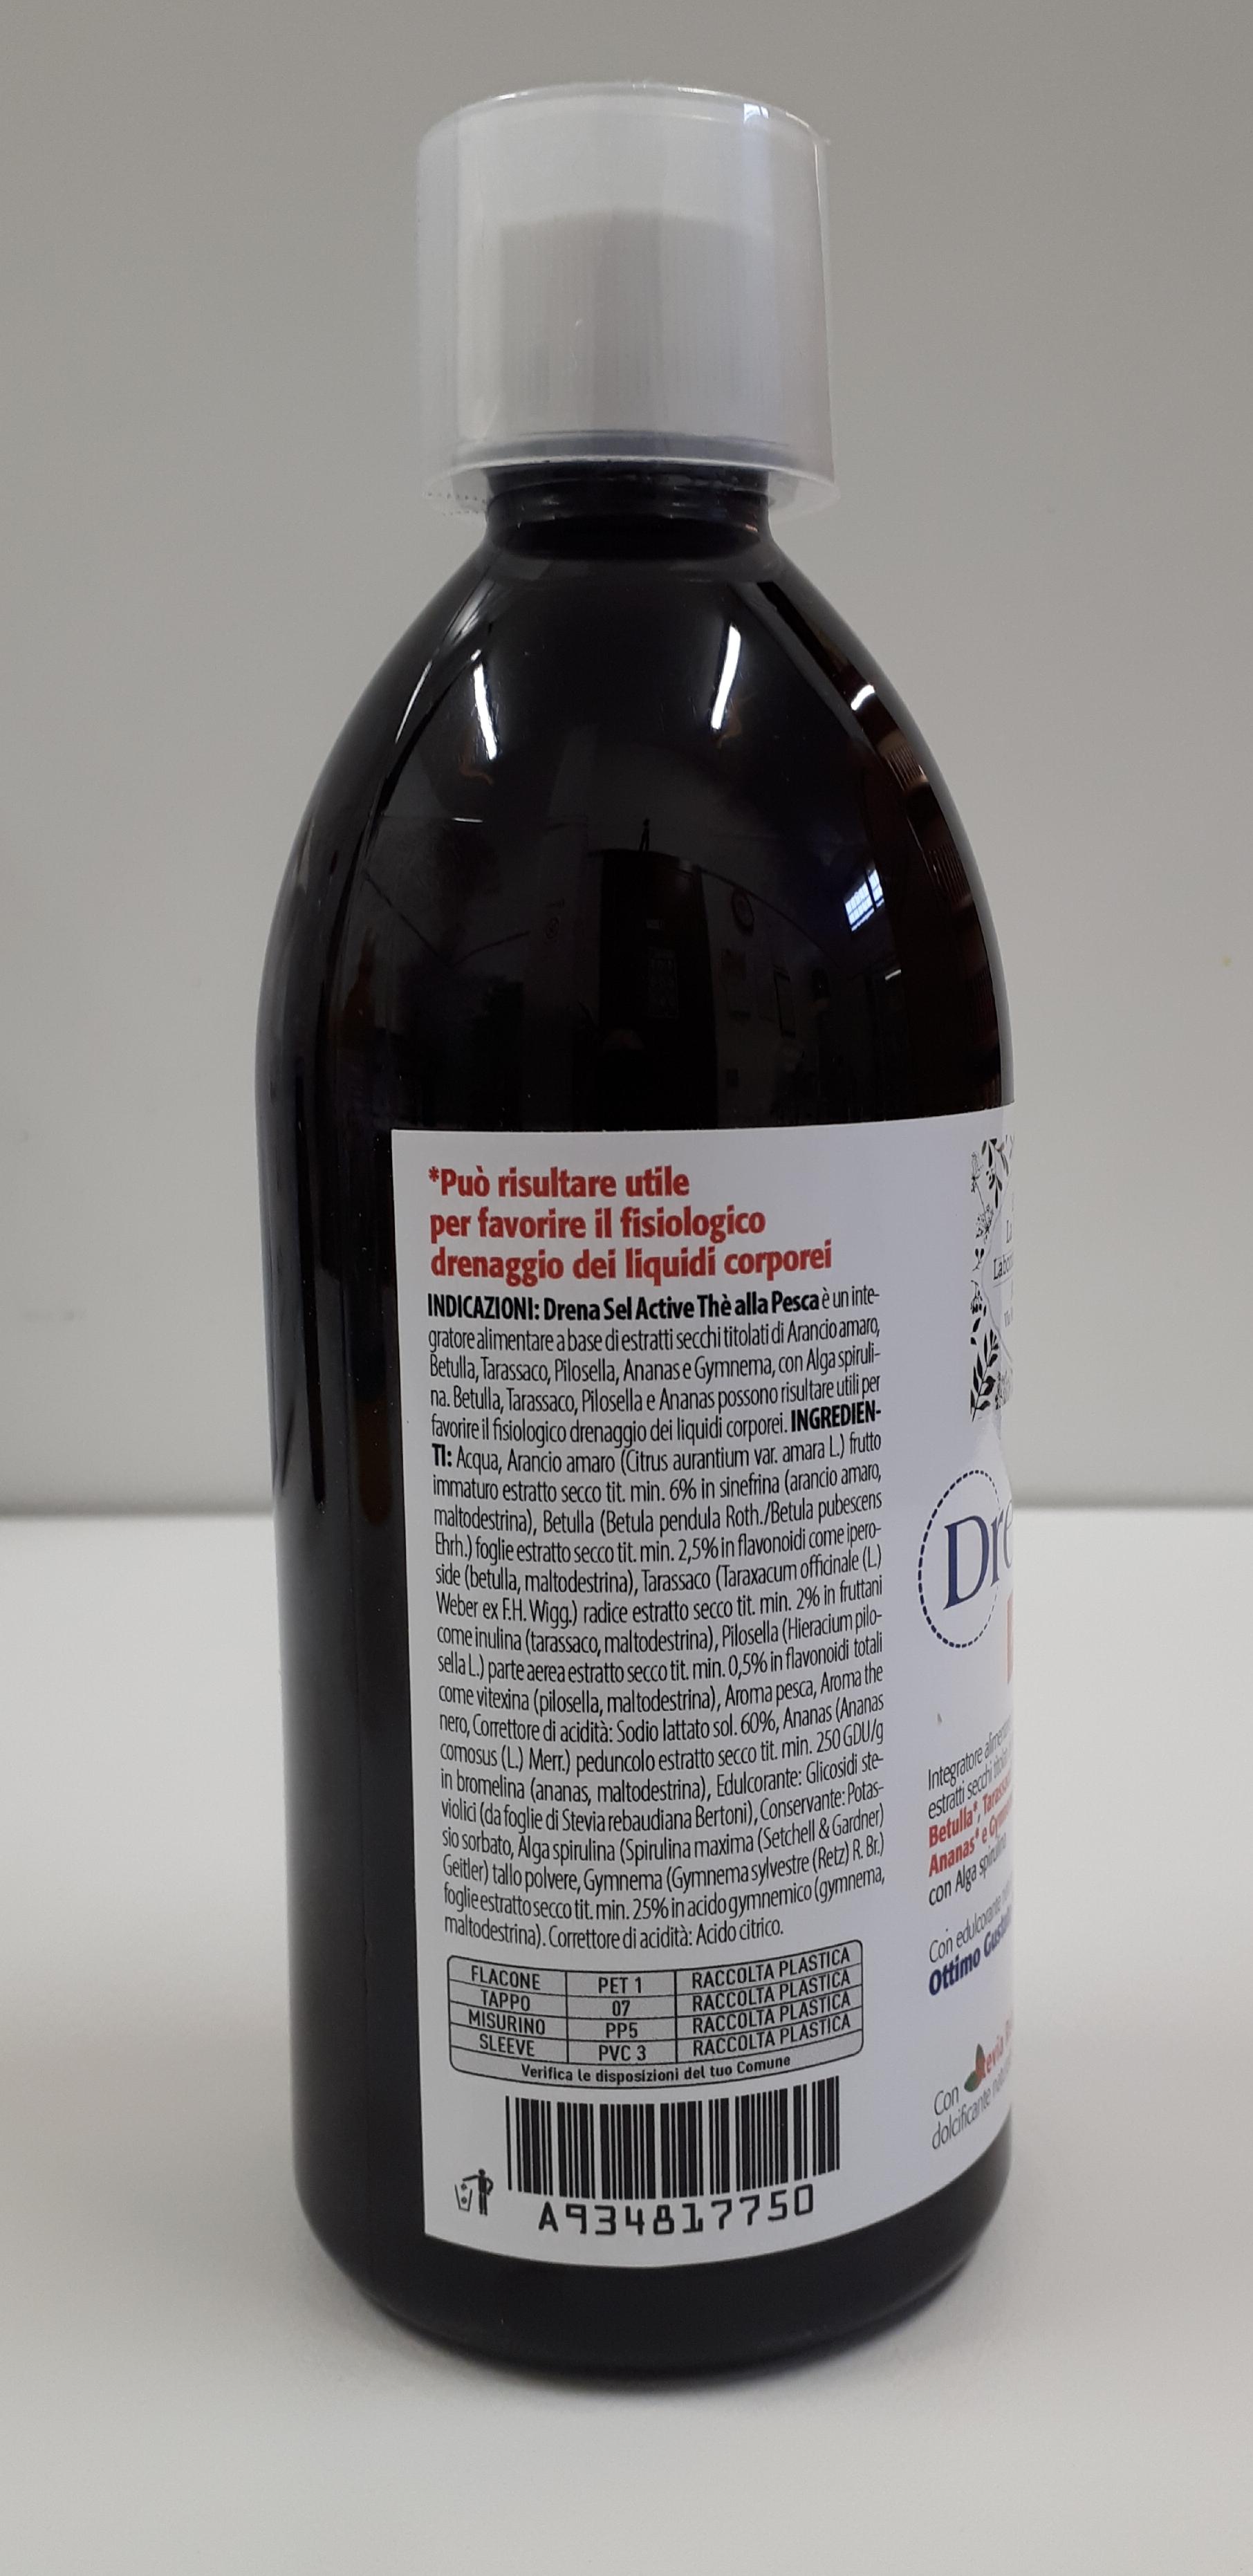 *Può risultare utile
per favorire il fisiologico
drenaggio dei liquidi corporei
INDICAZIONI: Drena Sel Active Thè alla Pesca è un inte-
gratore alimentare a base di estratti secchi titolati di Arancio amaro,
Betulla, Tarassaco, Pilosella, Ananas e Gymnema, con Alga spiruli-
na. Betulla, Tarassaco, Pilosella e Ananas possono risultare utili per
favorire il fisiologico drenaggio dei liquidi corporei. INGREDIEN-
TI: Acqua, Arancio amaro (Citrus aurantium var. amara L.) frutto
immaturo estratto secco tit. min. 6% in sinefrina (arancio amaro,
maltodestrina), Betulla (Betula pendula Roth./Betula pubescens
Ehrh.) foglie estratto secco tit. min. 2,5% in flavonoidi come ipero-
side (betulla, maltodestrina), Tarassaco (Taraxacum officinale (L.)
Weber ex F.H. Wigg.) radice estratto secco tit. min. 2% in fruttani
come inulina (tarassaco, maltodestrina), Pilosella (Hieracium pilo-
sella L.) parte aerea estratto secco tit. min. 0,5% in flavonoidi totali
come vitexina (pilosella, maltodestrina), Aroma pesca, Aroma the
nero, Correttore di acidità: Sodio lattato sol. 60%, Ananas (Ananas
comosus (L.) Merr.) peduncolo estratto secco tit. min. 250 GDU/g
in bromelina (ananas, maltodestrina), Edulcorante: Glicosidi ste-
violici (da foglie di Stevia rebaudiana Bertoni), Conservante: Potas-
sio sorbato, Alga spirulina (Spirulina maxima (Setchell & Gardner)
Geitler) tallo polvere, Gymnema (Gymnema sylvestre (Retz) R. Br.)
foglie estratto secco tit. min. 25% in acido gymnemico (gymnema,
maltodestrina). Correttore di acidità: Acido citrico.
FLACONE PET 1 RACCOLTA PLASTICA
TAPPO 07 RACCOLTA PLASTICA
MISURINO PP5 RACCOLTA PLASTICA
SLEEVE PVC 3 RACCOLTA PLASTICA
Verifica le disposizioni del tuo Comune
A934817750
Dre
Integratore
estratti secchi
Betulla*,
Ananas* e
con Alga
Con edulcorante
Ottimo
Con
dolcificante